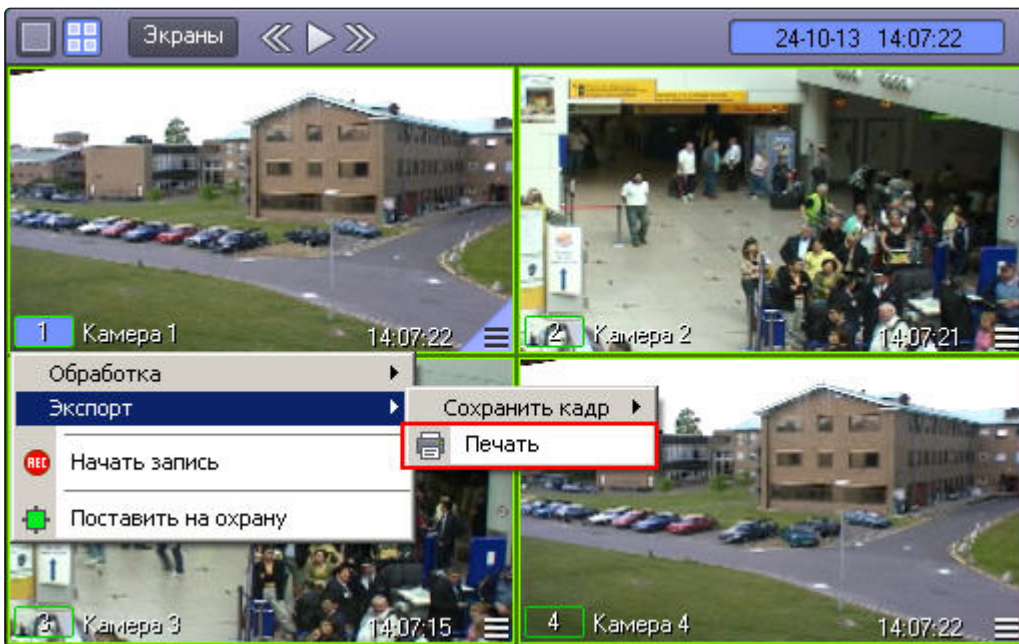 Экраны
24-10-13 14:07:22
1 Камера 1 14:07:22
2 Камера 2 14:07:21
Обработка
Экспорт
Сохранить кадр
Печать
REC Начать запись
Поставить на охрану
3 Камера 3 14:07:15
4 Камера 4 14:07:22